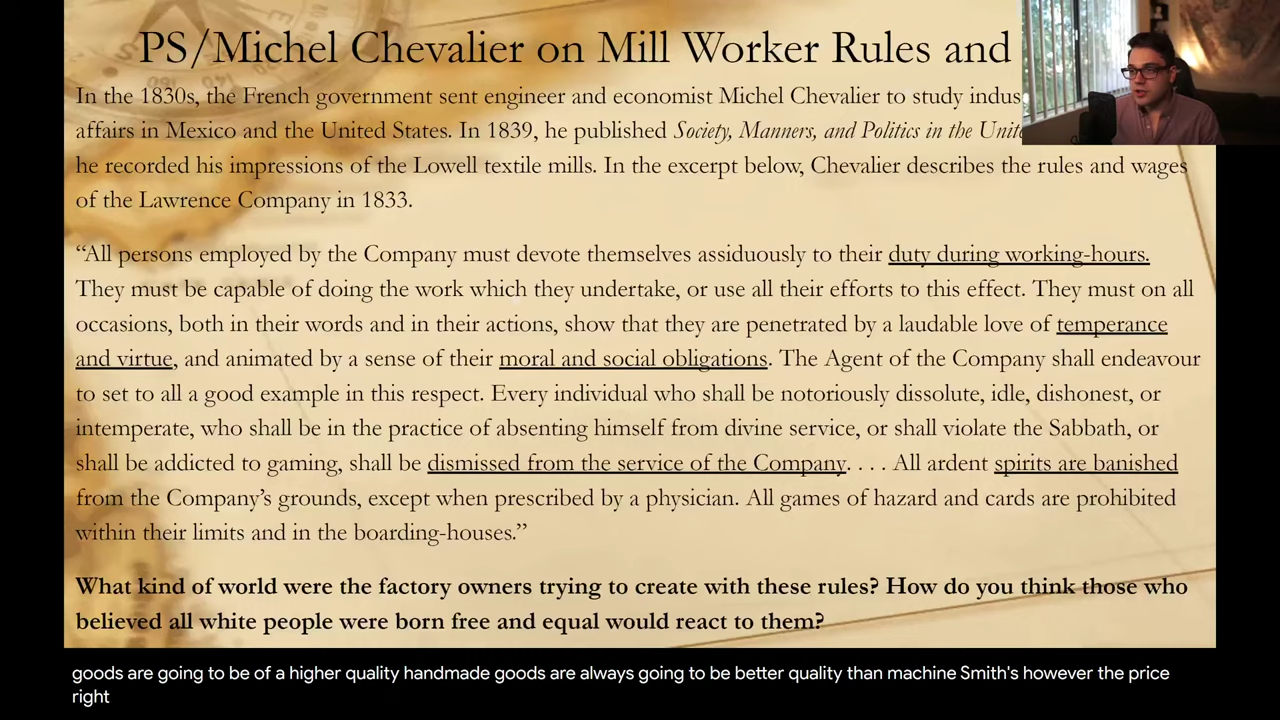 PS/Michel Chevalier on Mill Worker Rules and
In the 1830s, the French government sent engineer and economist Michel Chevalier to study indus
affairs in Mexico and the United States. In 1839, he published Society, Manners, and Politics in the Unite
he recorded his impressions of the Lowell textile mills. In the excerpt below, Chevalier describes the rules and wages
of the Lawrence Company in 1833.
“All persons employed by the Company must devote themselves assiduously to their duty during working-hours.
They must be capable of doing the work which they undertake, or use all their efforts to this effect. They must on all
occasions, both in their words and in their actions, show that they are penetrated by a laudable love of temperance
and virtue, and animated by a sense of their moral and social obligations. The Agent of the Company shall endeavour
to set to all a good example in this respect. Every individual who shall be notoriously dissolute, idle, dishonest, or
intemperate, who shall be in the practice of absenting himself from divine service, or shall violate the Sabbath, or
shall be addicted to gaming, shall be dismissed from the service of the Company. . . . All ardent spirits are banished
from the Company’s grounds, except when prescribed by a physician. All games of hazard and cards are prohibited
within their limits and in the boarding-houses.”
What kind of world were the factory owners trying to create with these rules? How do you think those who
believed all white people were born free and equal would react to them?
goods are going to be of a higher quality handmade goods are always going to be better quality than machine Smith's however the price
right